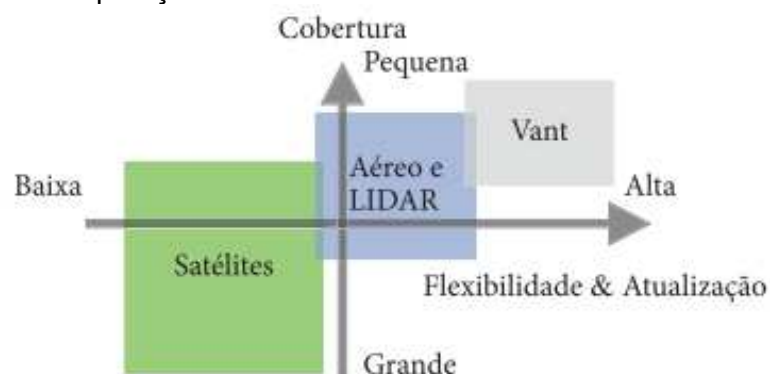 Cobertura
Pequena
Vant
Aéreo e
LIDAR
Baixa
Alta
Satélites
Flexibilidade & Atualização
Grande